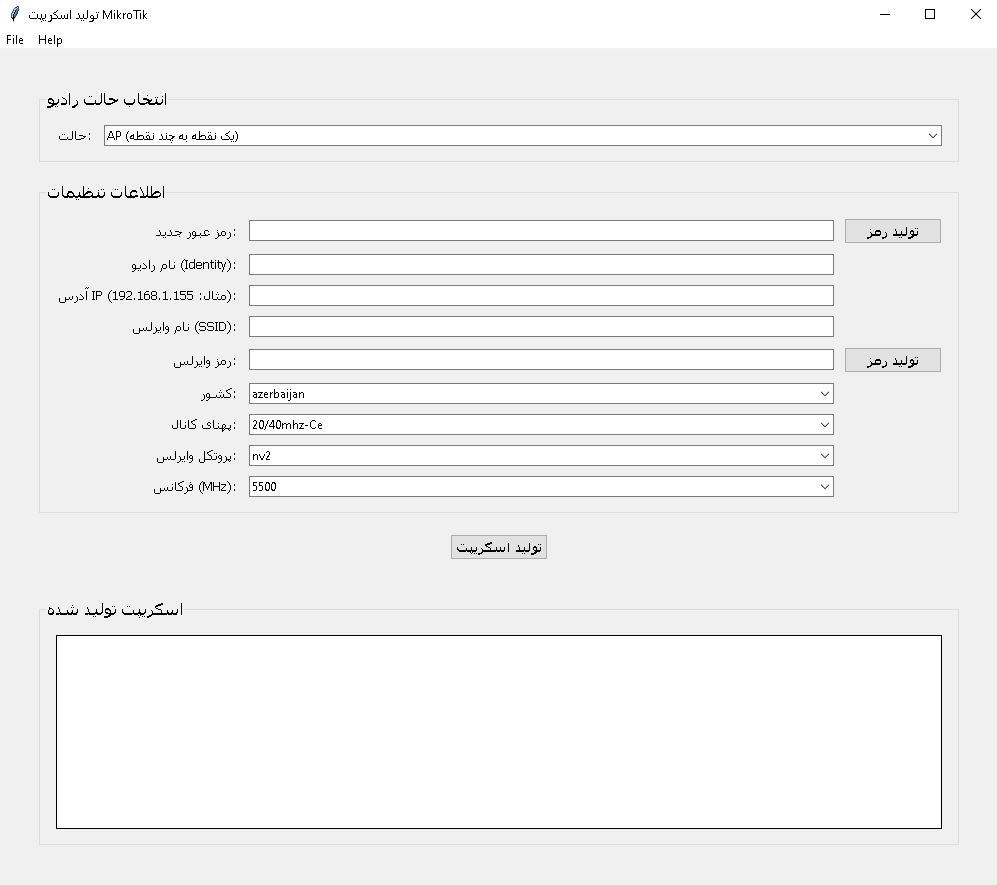 تولید اسکریپت MikroTik
File Help
انتخاب حالت رادیو
حالت: AP (یک نقطه به چند نقطه)
اطلاعات تنظیمات
رمز عبور جدید: تولید رمز
نام رادیو (Identity):
آدرس IP (مثال: 192.168.1.155):
نام وایرلس (SSID):
رمز وایرلس: تولید رمز
کشور: azerbaijan
پهنای کانال: 20/40mhz-Ce
پروتکل وایرلس: nv2
فرکانس (MHz): 5500
تولید اسکریپت
اسکریپت تولید شده